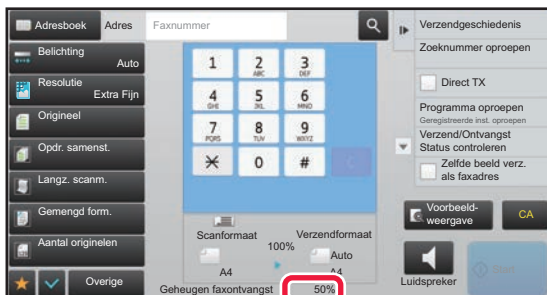 Adresboek
Adres
Faxnummer
Verzendgeschiedenis
Belichting
Auto
Zoeknummer oproepen
Resolutie
Extra Fijn
Direct TX
Origineel
Programma oproepen
Geregistreerde inst. oproepen
Opdr. samenst.
Verzend/Ontvangst
Status controleren
Langz. scanm.
Zelfde beeld verz.
als faxadres
Gemengd form.
Voorbeeld-
weergave
CA
Aantal originelen
Overige
1
2 ABC
3 DEF
4 GHI
5 JKL
6 MNO
7 PQRS
8 TUV
9 WXYZ
0
#
C
Scanformaat
100%
Verzendformaat
Auto
A4
A4
Geheugen faxontvangst
50%
Luidspreker
Start